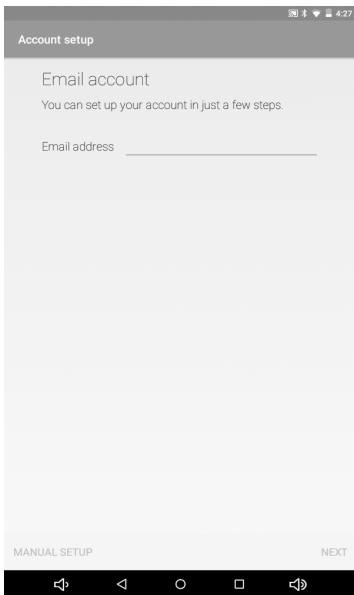 4:27
Account setup
Email account
You can set up your account in just a few steps.
Email address
MANUAL SETUP NEXT